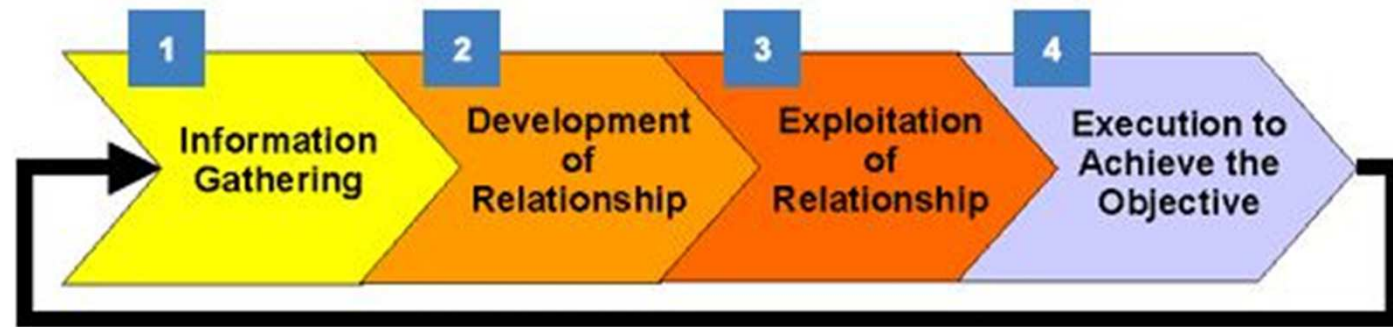 1
Information
Gathering
2
Development
of
Relationship
3
Exploitation
of
Relationship
4
Execution to
Achieve the
Objective